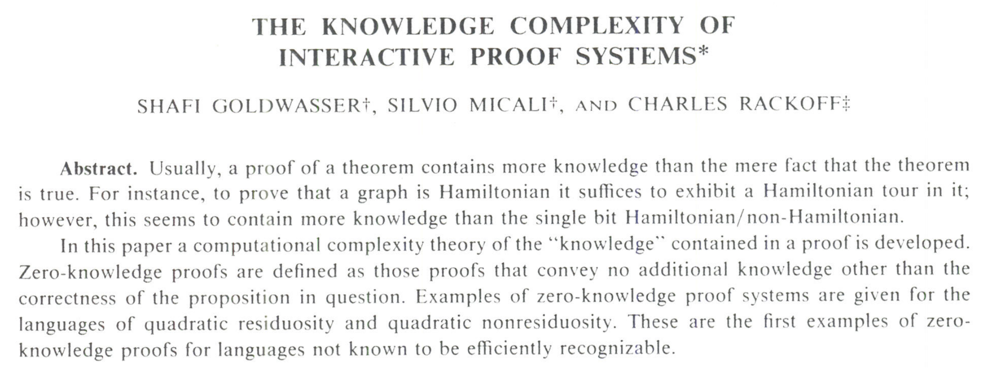 THE KNOWLEDGE COMPLEXITY OF
INTERACTIVE PROOF SYSTEMS*
SHAFI GOLDWASSER†, SILVIO MICALI†, AND CHARLES RACKOFF‡
Abstract. Usually, a proof of a theorem contains more knowledge than the mere fact that the theorem
is true. For instance, to prove that a graph is Hamiltonian it suffices to exhibit a Hamiltonian tour in it;
however, this seems to contain more knowledge than the single bit Hamiltonian/non-Hamiltonian.
In this paper a computational complexity theory of the “knowledge” contained in a proof is developed.
Zero-knowledge proofs are defined as those proofs that convey no additional knowledge other than the
correctness of the proposition in question. Examples of zero-knowledge proof systems are given for the
languages of quadratic residuosity and quadratic nonresiduosity. These are the first examples of zero-
knowledge proofs for languages not known to be efficiently recognizable.